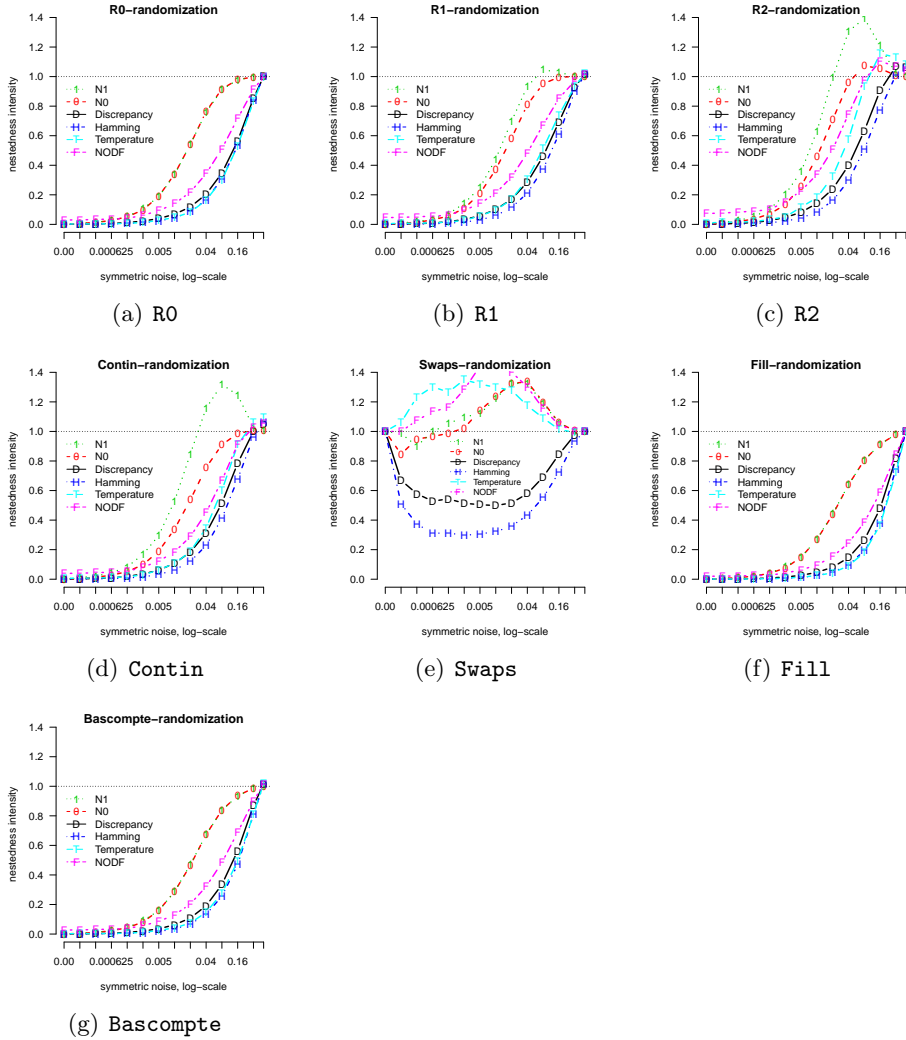 R0−randomization
1.4
1.2
1.0
0.8
0.6
0.4
0.2
0.0
nestedness intensity
N1
N0
Discrepancy
Hamming
Temperature
NODF
0.00 0.000625 0.005 0.04 0.16
symmetric noise, log−scale
(a) R0
R1−randomization
1.4
1.2
1.0
0.8
0.6
0.4
0.2
0.0
nestedness intensity
N1
N0
Discrepancy
Hamming
Temperature
NODF
0.00 0.000625 0.005 0.04 0.16
symmetric noise, log−scale
(b) R1
R2−randomization
1.4
1.2
1.0
0.8
0.6
0.4
0.2
0.0
nestedness intensity
N1
N0
Discrepancy
Hamming
Temperature
NODF
0.00 0.000625 0.005 0.04 0.16
symmetric noise, log−scale
(c) R2
Contin−randomization
1.4
1.2
1.0
0.8
0.6
0.4
0.2
0.0
nestedness intensity
N1
N0
Discrepancy
Hamming
Temperature
NODF
0.00 0.000625 0.005 0.04 0.16
symmetric noise, log−scale
(d) Contin
Swaps−randomization
1.4
1.2
1.0
0.8
0.6
0.4
0.2
0.0
nestedness intensity
N1
N0
Discrepancy
Hamming
Temperature
NODF
0.00 0.000625 0.005 0.04 0.16
symmetric noise, log−scale
(e) Swaps
Fill−randomization
1.4
1.2
1.0
0.8
0.6
0.4
0.2
0.0
nestedness intensity
N1
N0
Discrepancy
Hamming
Temperature
NODF
0.00 0.000625 0.005 0.04 0.16
symmetric noise, log−scale
(f) Fill
Bascompte−randomization
1.4
1.2
1.0
0.8
0.6
0.4
0.2
0.0
nestedness intensity
N1
N0
Discrepancy
Hamming
Temperature
NODF
0.00 0.000625 0.005 0.04 0.16
symmetric noise, log−scale
(g) Bascompte